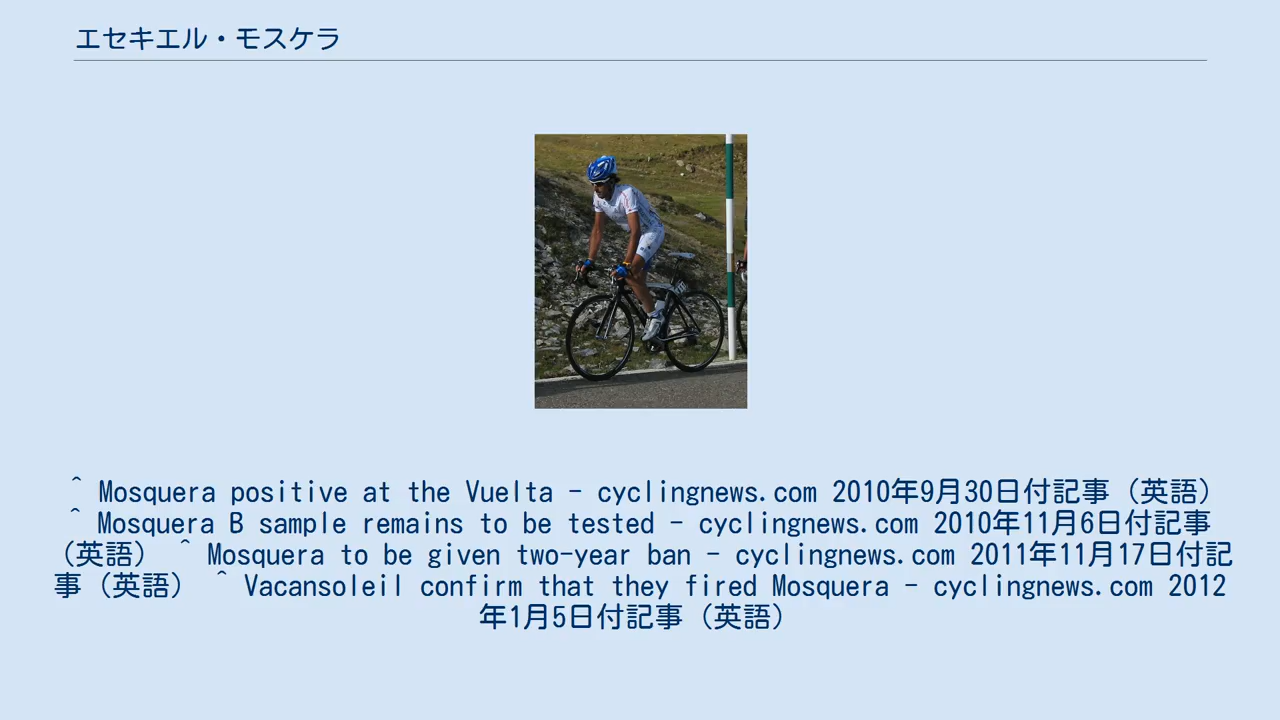 エセキエル・モスケラ
^ Mosquera positive at the Vuelta - cyclingnews.com 2010年9月30日付記事（英語）
^ Mosquera B sample remains to be tested - cyclingnews.com 2010年11月6日付記事
（英語） ^ Mosquera to be given two-year ban - cyclingnews.com 2011年11月17日付記
事（英語） ^ Vacansoleil confirm that they fired Mosquera - cyclingnews.com 2012
年1月5日付記事（英語）